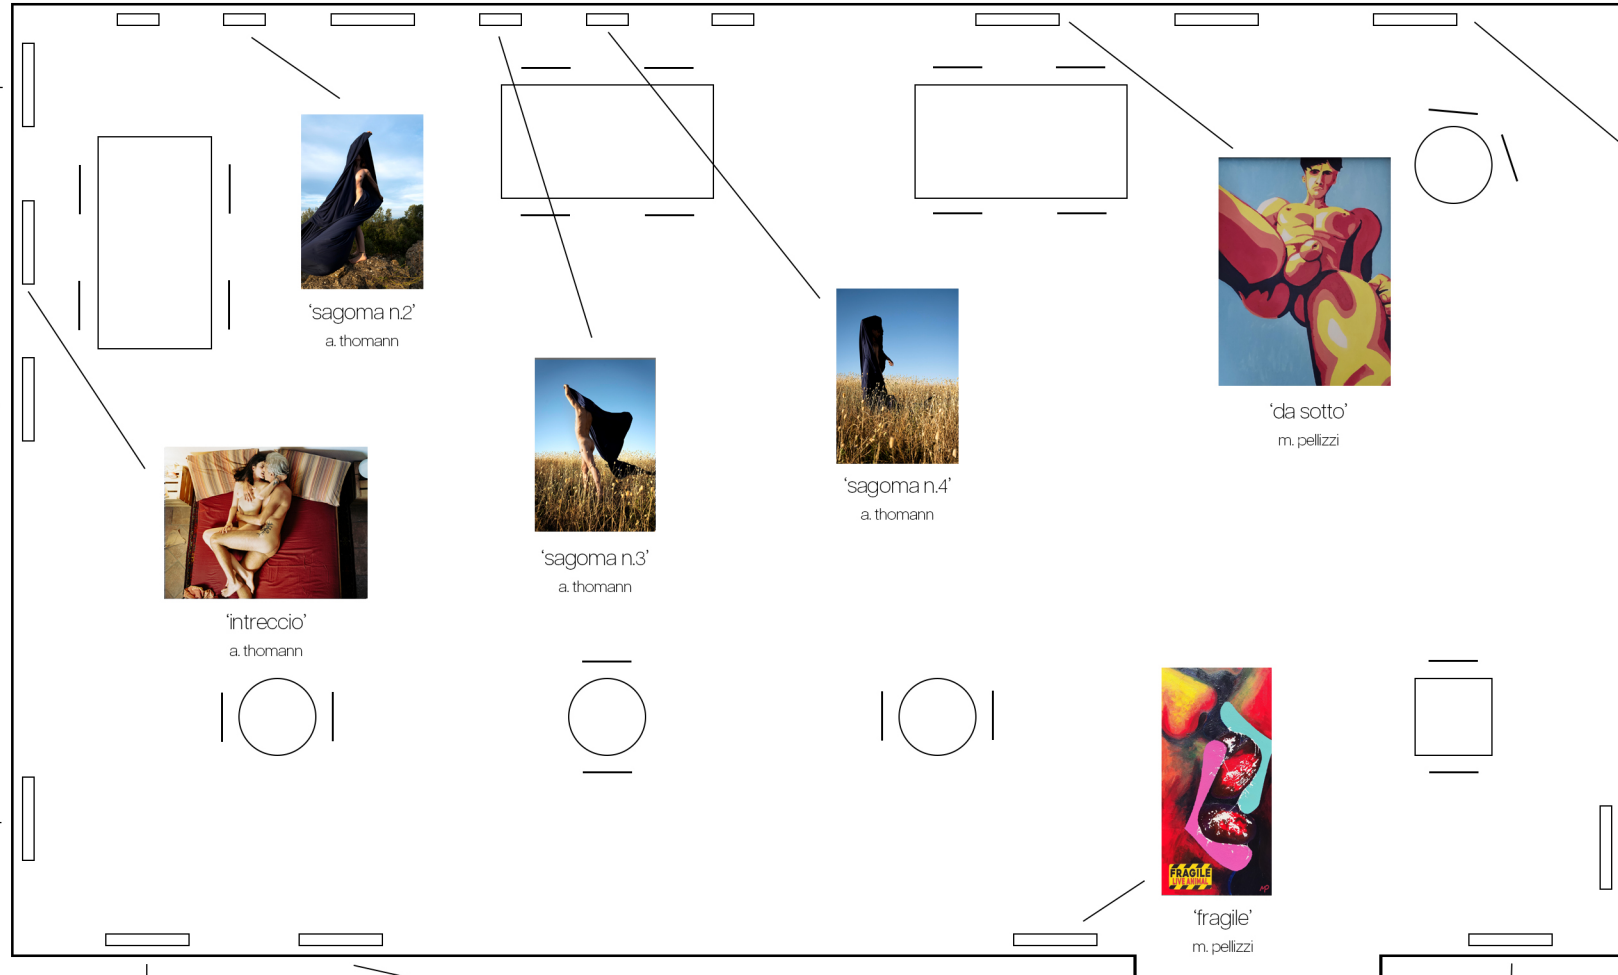 ‘sagoma n.2’
a. thomann
‘da sotto’
m. pellizzi
‘sagoma n.4’
a. thomann
‘sagoma n.3’
a. thomann
‘intreccio’
a. thomann
FRAGILE
LIVE ANIMAL
MP
‘fragile’
m. pellizzi